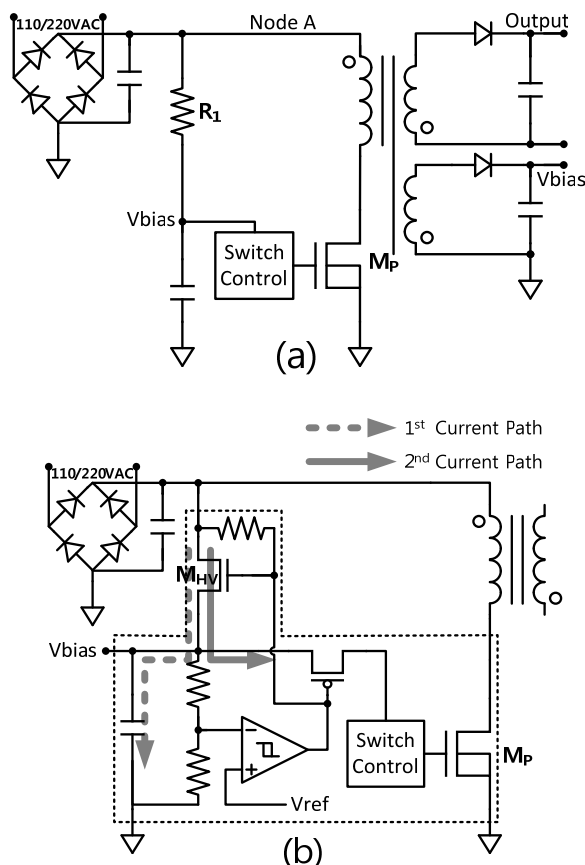 110/220VAC
Node A
Output
R1
Vbias
Vbias
Switch
Control
MP
(a)
1st Current Path
2nd Current Path
110/220VAC
MHV
Vbias
Switch
Control
MP
Vref
(b)